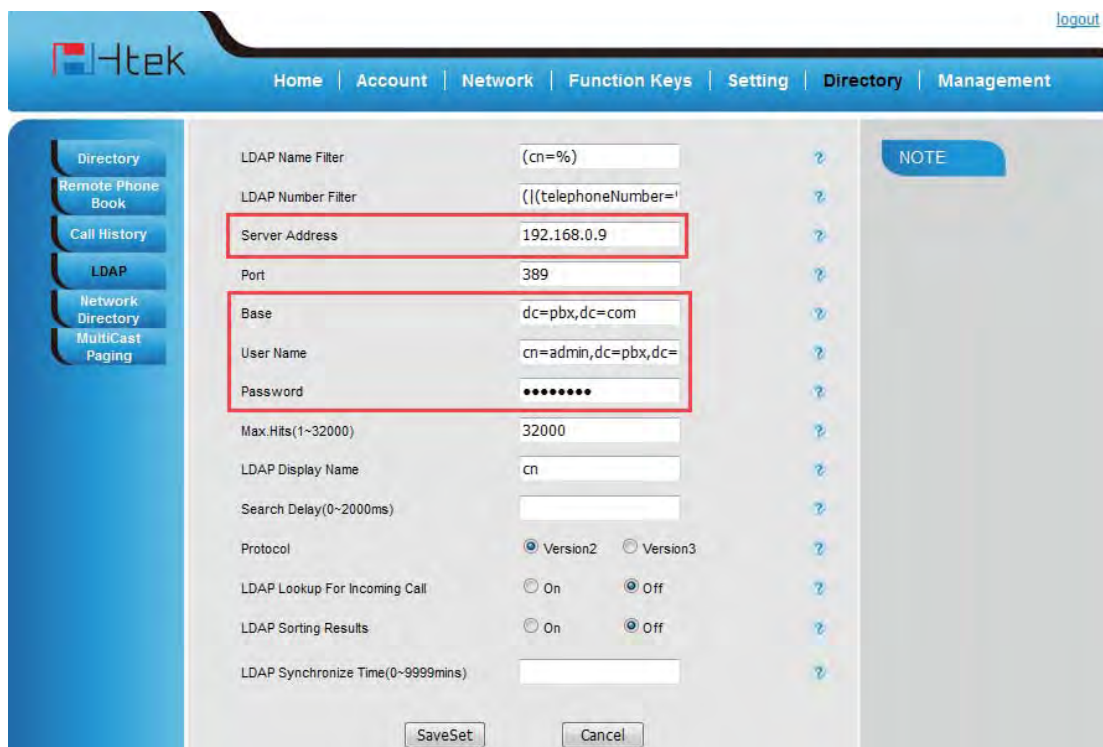 logout
Htek
Home | Account | Network | Function Keys | Setting | Directory | Management
Directory
Remote Phone
Book
Call History
LDAP
Network
Directory
MultiCast
Paging
LDAP Name Filter (cn=%) ?
LDAP Number Filter (|(telephoneNumber=* ?
Server Address 192.168.0.9 ?
Port 389 ?
Base dc=pbx,dc=com ?
User Name cn=admin,dc=pbx,dc= ?
Password ●●●●●●●● ?
Max.Hits(1~32000) 32000 ?
LDAP Display Name cn ?
Search Delay(0~2000ms) ?
Protocol Version2 Version3 ?
LDAP Lookup For Incoming Call On Off ?
LDAP Sorting Results On Off ?
LDAP Synchronize Time(0~9999mins) ?
SaveSet Cancel
NOTE